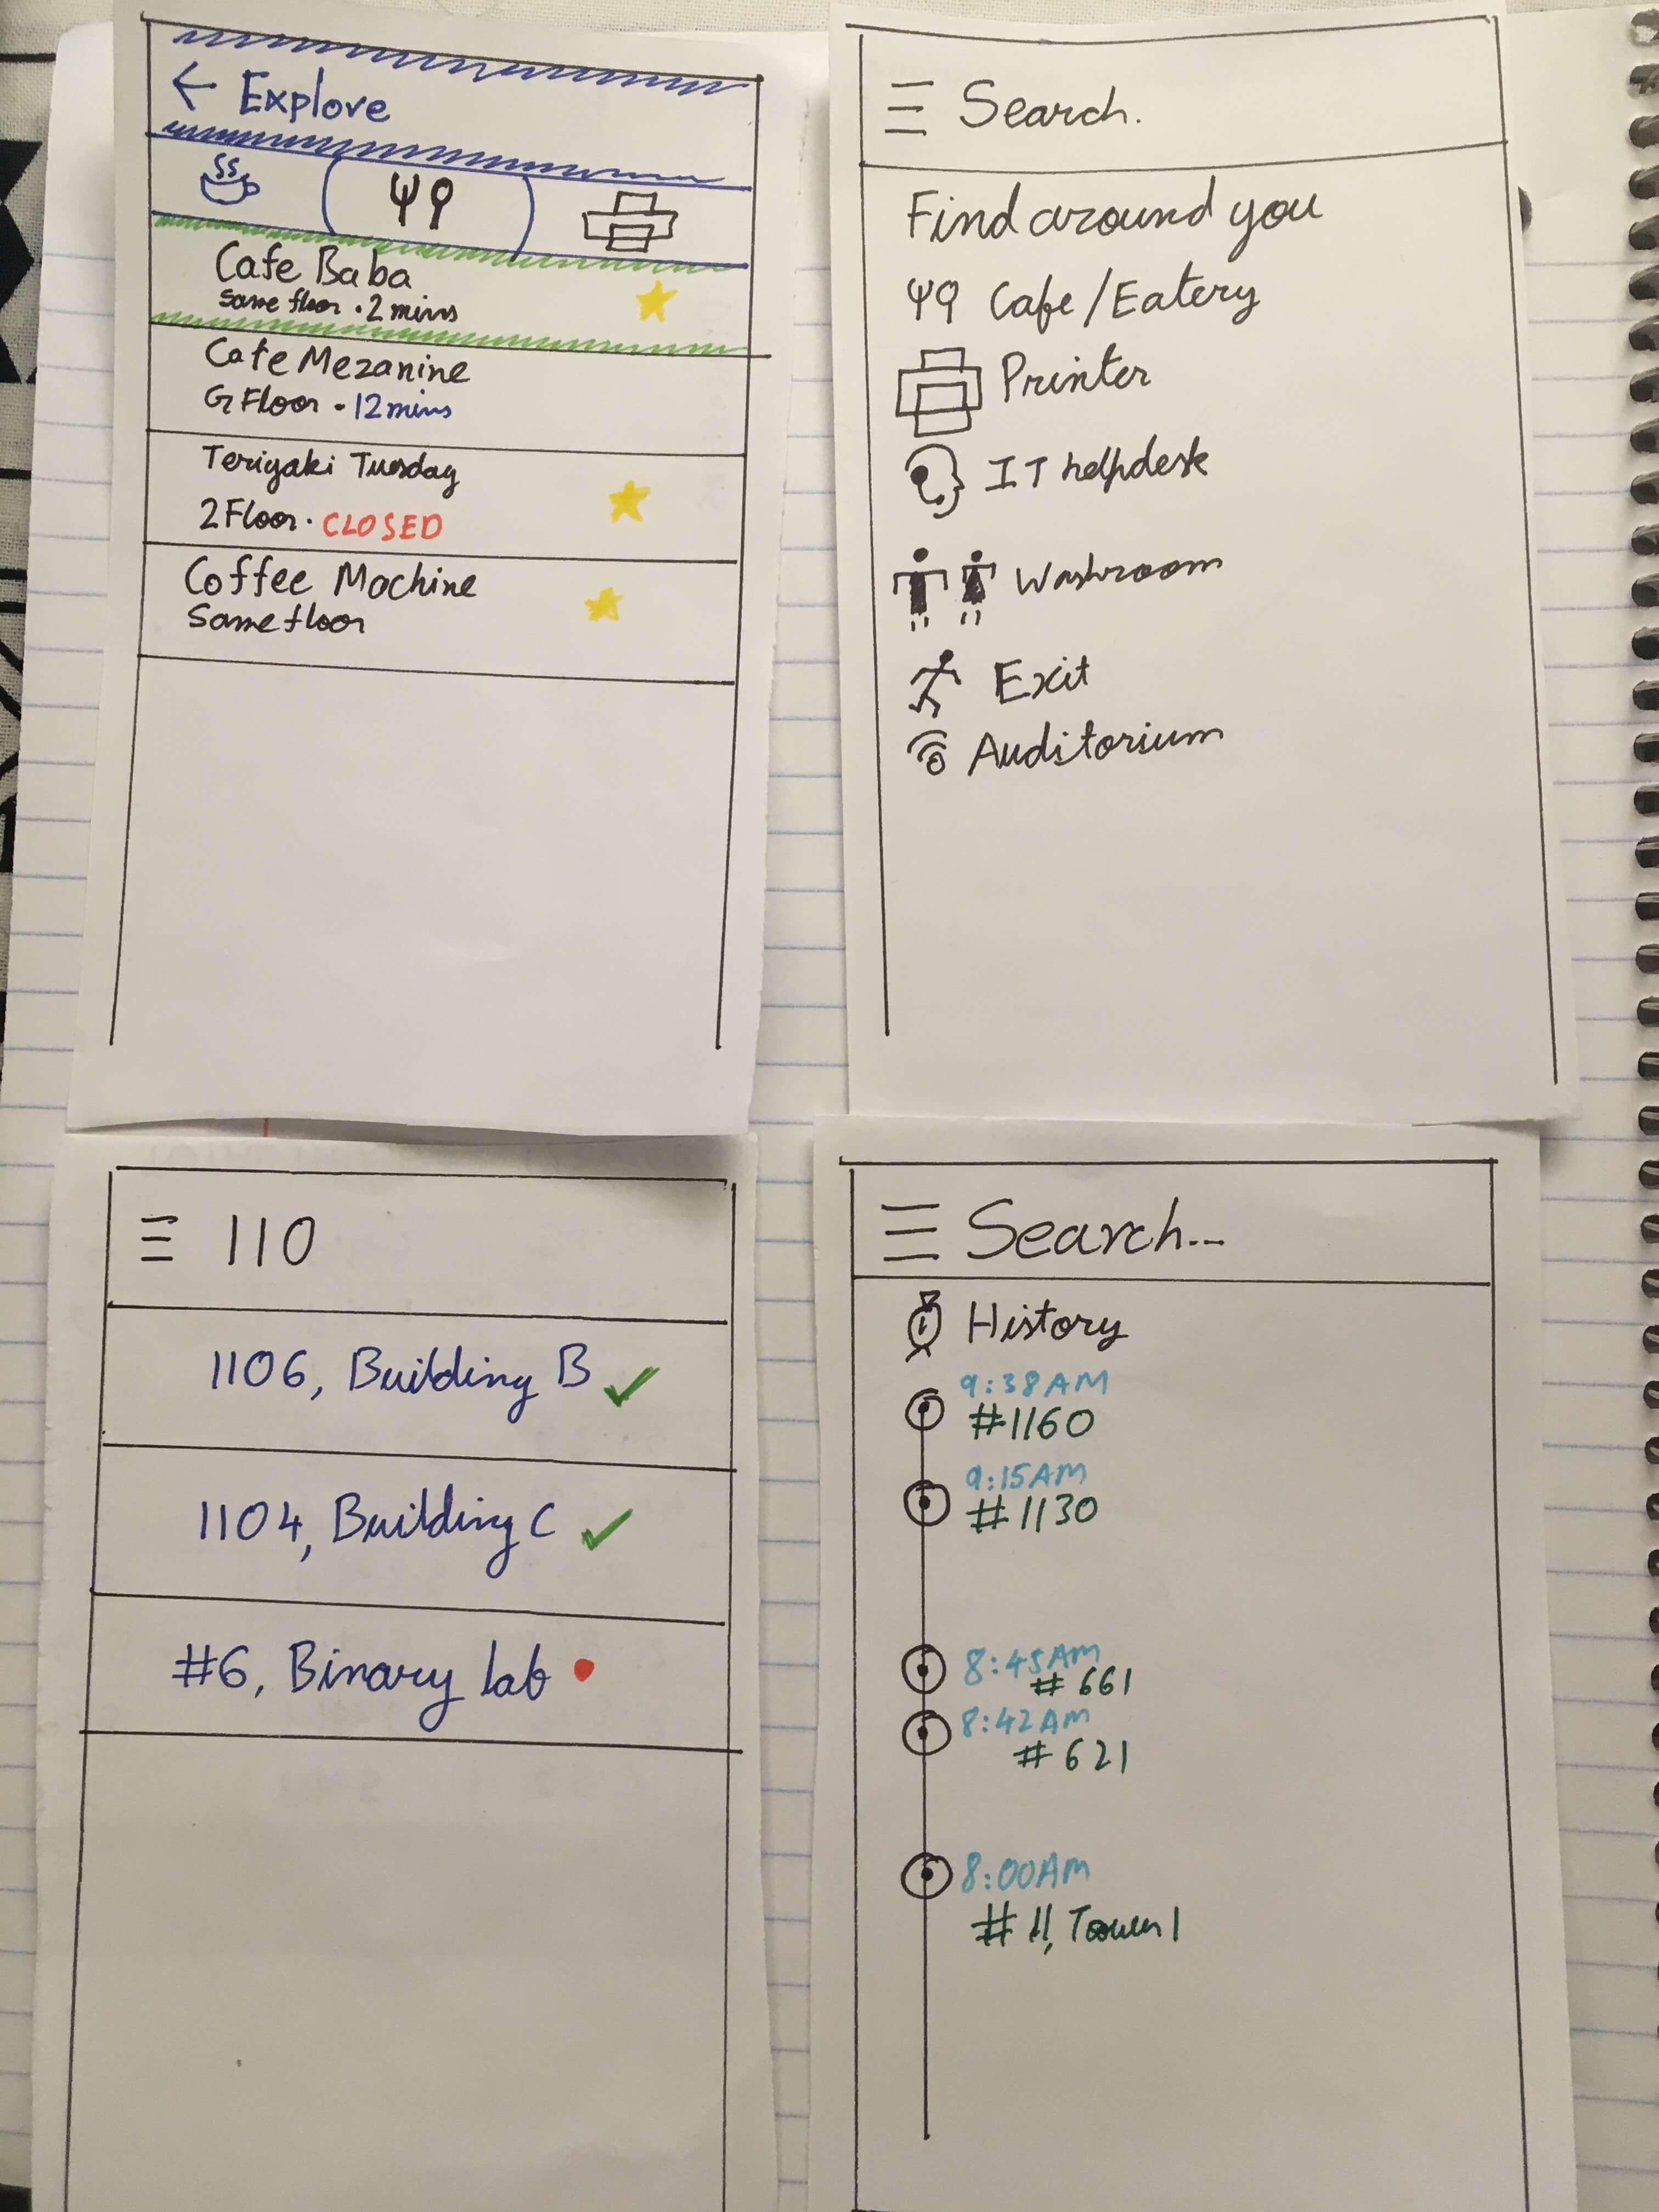 Explore
Cafe Baba
Same floor · 2 mins
Cafe Mezanine
G Floor - 12 mins
Teriyaki Tuesday
2 Floor · CLOSED
Coffee Machine
Same floor
Search.
Find around you
Cafe/Eatery
Printer
IT helpdesk
Washroom
Exit
Auditorium
110
1106, Building B
1104, Building C
#6, Binary lab
Search...
History
9:38AM
#1160
9:15AM
#1130
8:45AM
# 661
8:42AM
# 621
8:00AM
# 11, Tower 1